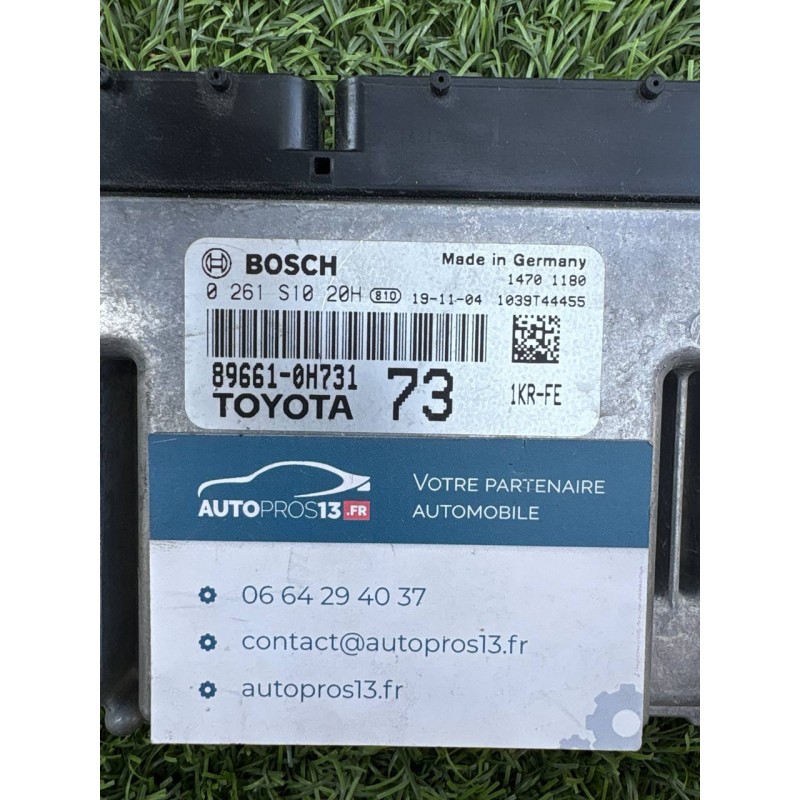 BOSCH
Made in Germany
1470 1180
0 261 S10 20H 810 19-11-04 1039T44455
89661-0H731
TOYOTA 73 1KR-FE
AUTOPROS13.FR
VOTRE PARTENAIRE
AUTOMOBILE
06 64 29 40 37
contact@autopros13.fr
autopros13.fr